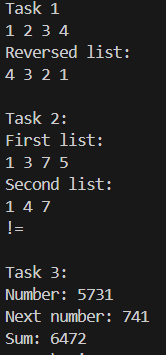 Task 1
1 2 3 4
Reversed list:
4 3 2 1
Task 2:
First list:
1 3 7 5
Second list:
1 4 7
!=
Task 3:
Number: 5731
Next number: 741
Sum: 6472